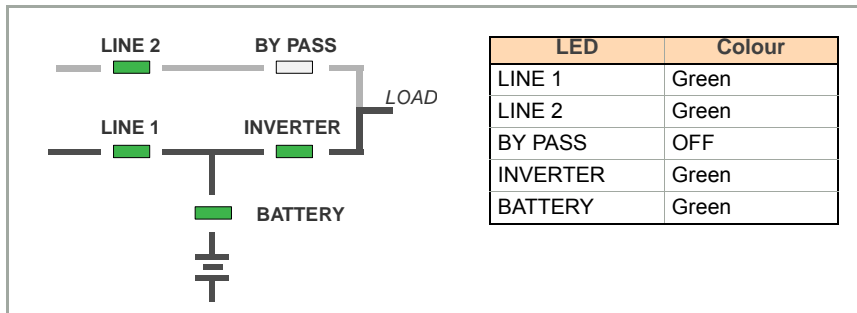 LINE 2 BY PASS
LOAD
LINE 1 INVERTER
BATTERY
LED Colour
LINE 1 Green
LINE 2 Green
BY PASS OFF
INVERTER Green
BATTERY Green